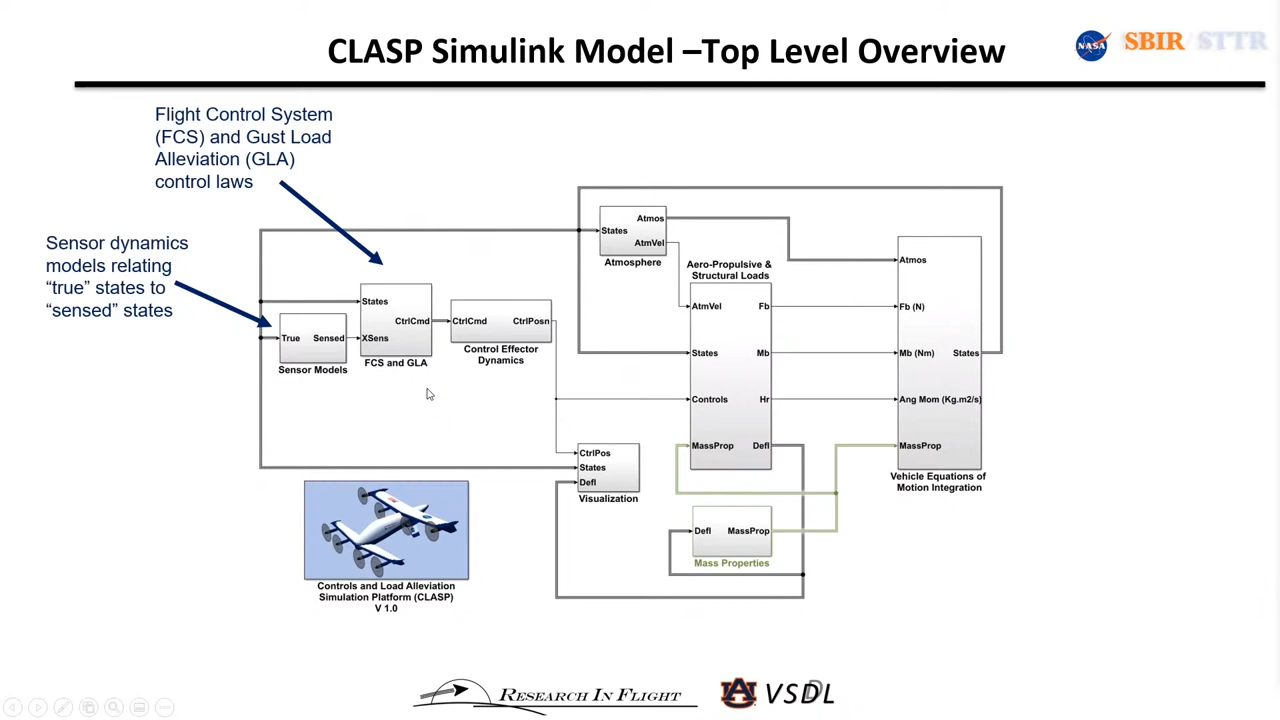 CLASP Simulink Model –Top Level Overview
NASA
SBIR STTR
Flight Control System
(FCS) and Gust Load
Alleviation (GLA)
control laws
Sensor dynamics
models relating
“true” states to
“sensed” states
True Sensed
Sensor Models
States
XSens
CtrlCmd
FCS and GLA
CtrlCmd CtrlPosn
Control Effector
Dynamics
States
Atmos
AtmVel
Atmosphere
Aero-Propulsive &
Structural Loads
AtmVel Fb
States Mb
Controls Hr
MassProp Defl
Atmos
Fb (N)
Mb (Nm) States
Ang Mom (Kg.m2/s)
MassProp
Vehicle Equations of
Motion Integration
CtrlPos
States
Defl
Visualization
Defl MassProp
Mass Properties
Controls and Load Alleviation
Simulation Platform (CLASP)
V 1.0
RESEARCH IN FLIGHT
AU VSDL